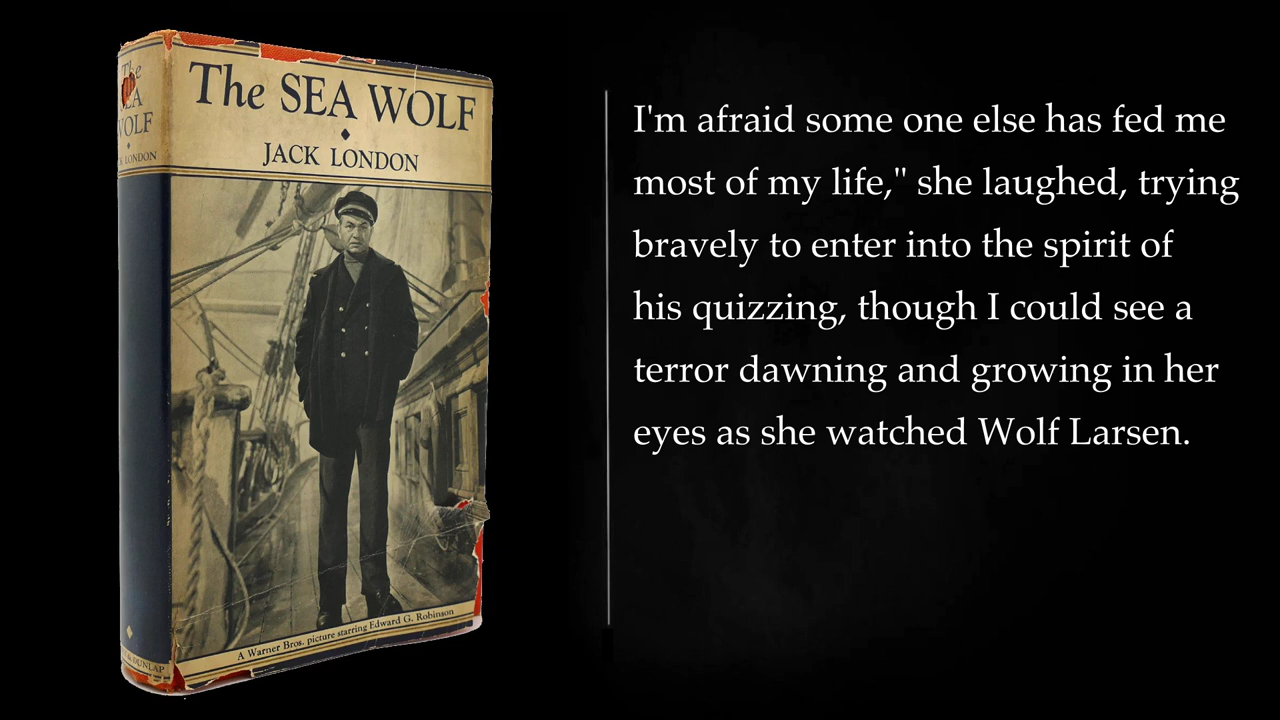 The
SEA
WOLF
JACK LONDON
DUNLAP
The SEA WOLF
JACK LONDON
A Warner Bros. picture starring Edward G. Robinson
I'm afraid some one else has fed me
most of my life," she laughed, trying
bravely to enter into the spirit of
his quizzing, though I could see a
terror dawning and growing in her
eyes as she watched Wolf Larsen.